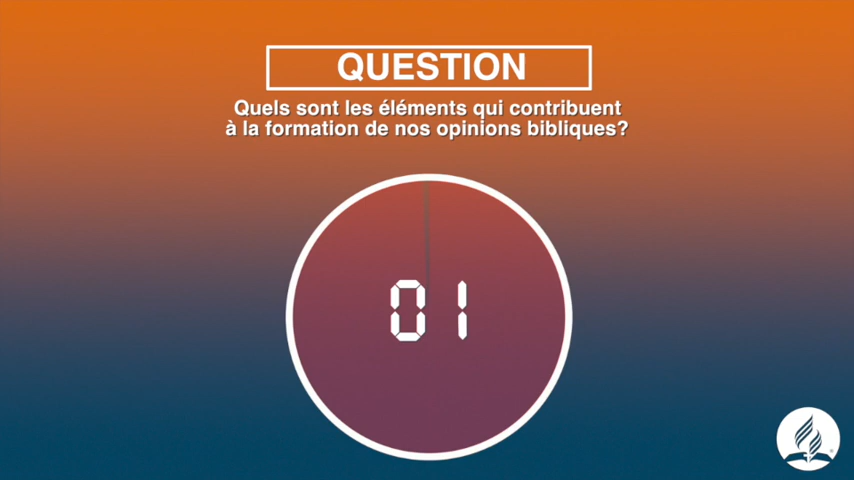 QUESTION
Quels sont les éléments qui contribuent
à la formation de nos opinions bibliques?
01